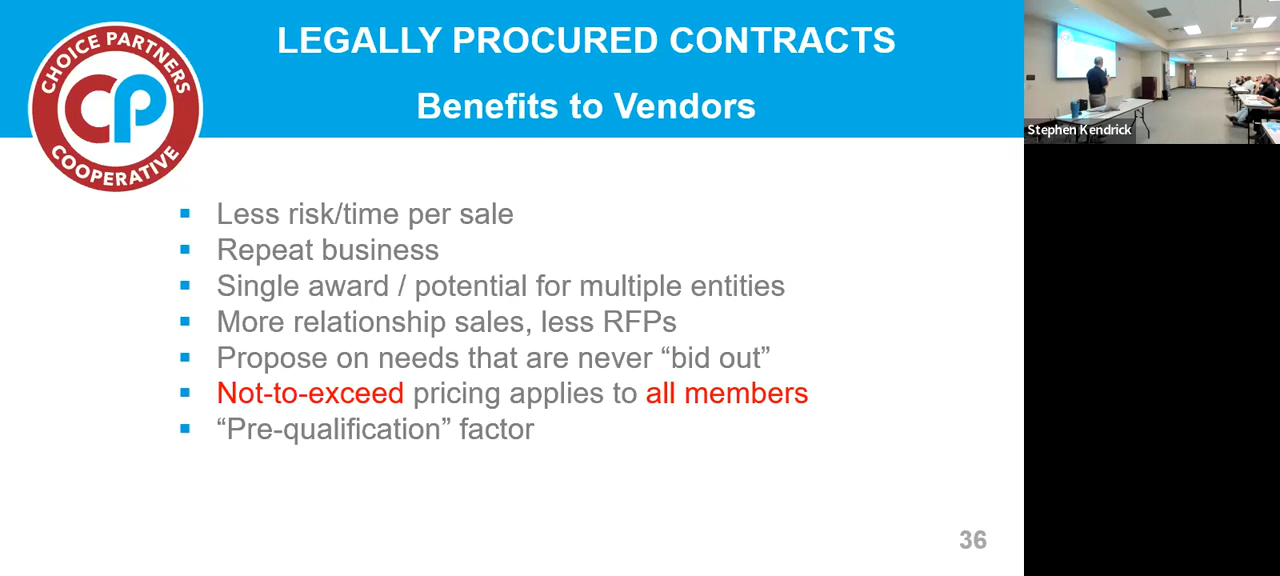 CHOICE PARTNERS
CP
COOPERATIVE
LEGALLY PROCURED CONTRACTS
Benefits to Vendors
Less risk/time per sale
Repeat business
Single award / potential for multiple entities
More relationship sales, less RFPs
Propose on needs that are never “bid out”
Not-to-exceed pricing applies to all members
“Pre-qualification” factor
36
Stephen Kendrick